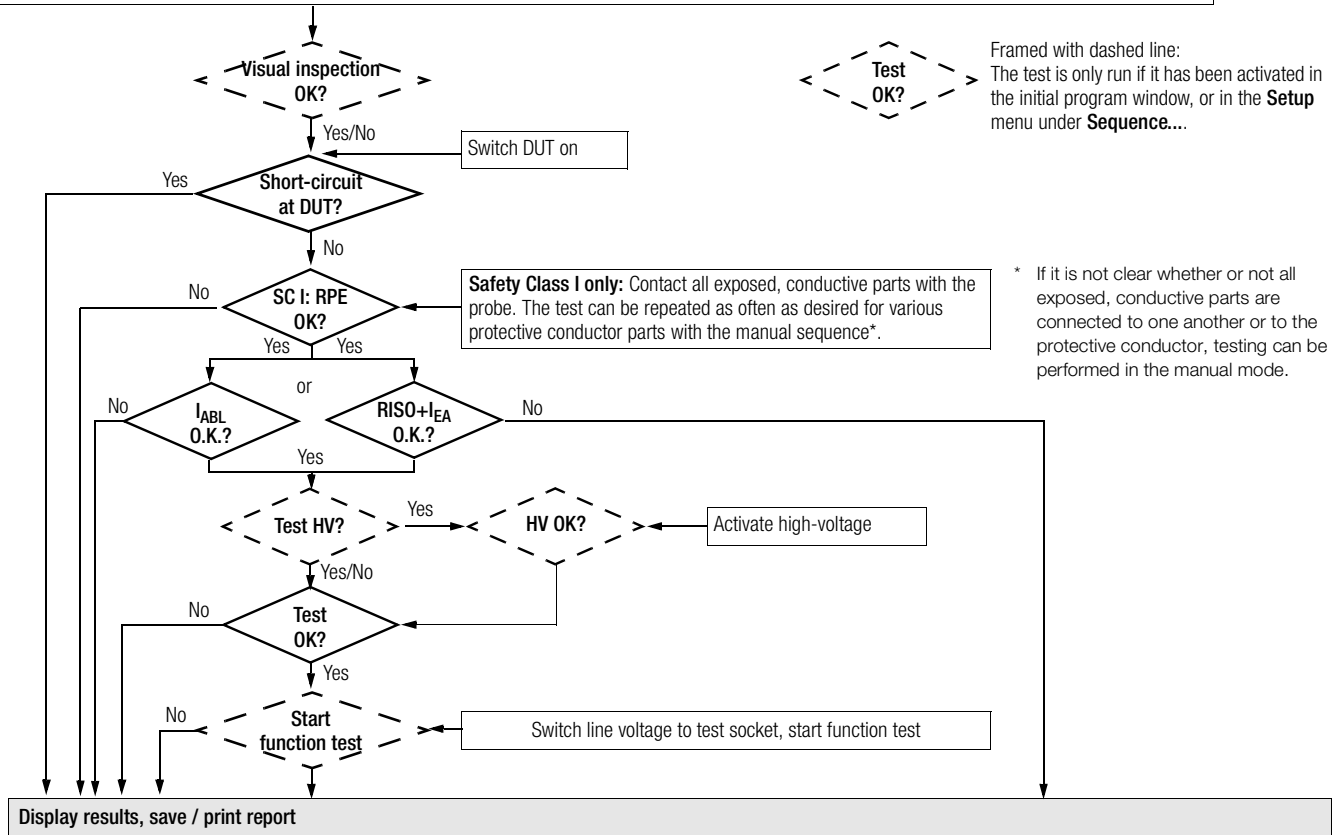 Visual inspection
OK?
Test
OK?
Framed with dashed line:
The test is only run if it has been activated in
the initial program window, or in the Setup
menu under Sequence....
Yes/No
Switch DUT on
Yes
Short-circuit
at DUT?
No
No
SC I: RPE
OK?
Safety Class I only: Contact all exposed, conductive parts with the
probe. The test can be repeated as often as desired for various
protective conductor parts with the manual sequence*.
* If it is not clear whether or not all
exposed, conductive parts are
connected to one another or to the
protective conductor, testing can be
performed in the manual mode.
Yes
Yes
or
No
IABL
O.K.?
RISO+IEA
O.K.?
No
Yes
Test HV?
Yes
HV OK?
Activate high-voltage
Yes/No
No
Test
OK?
Yes
No
Start
function test
Switch line voltage to test socket, start function test
Display results, save / print report